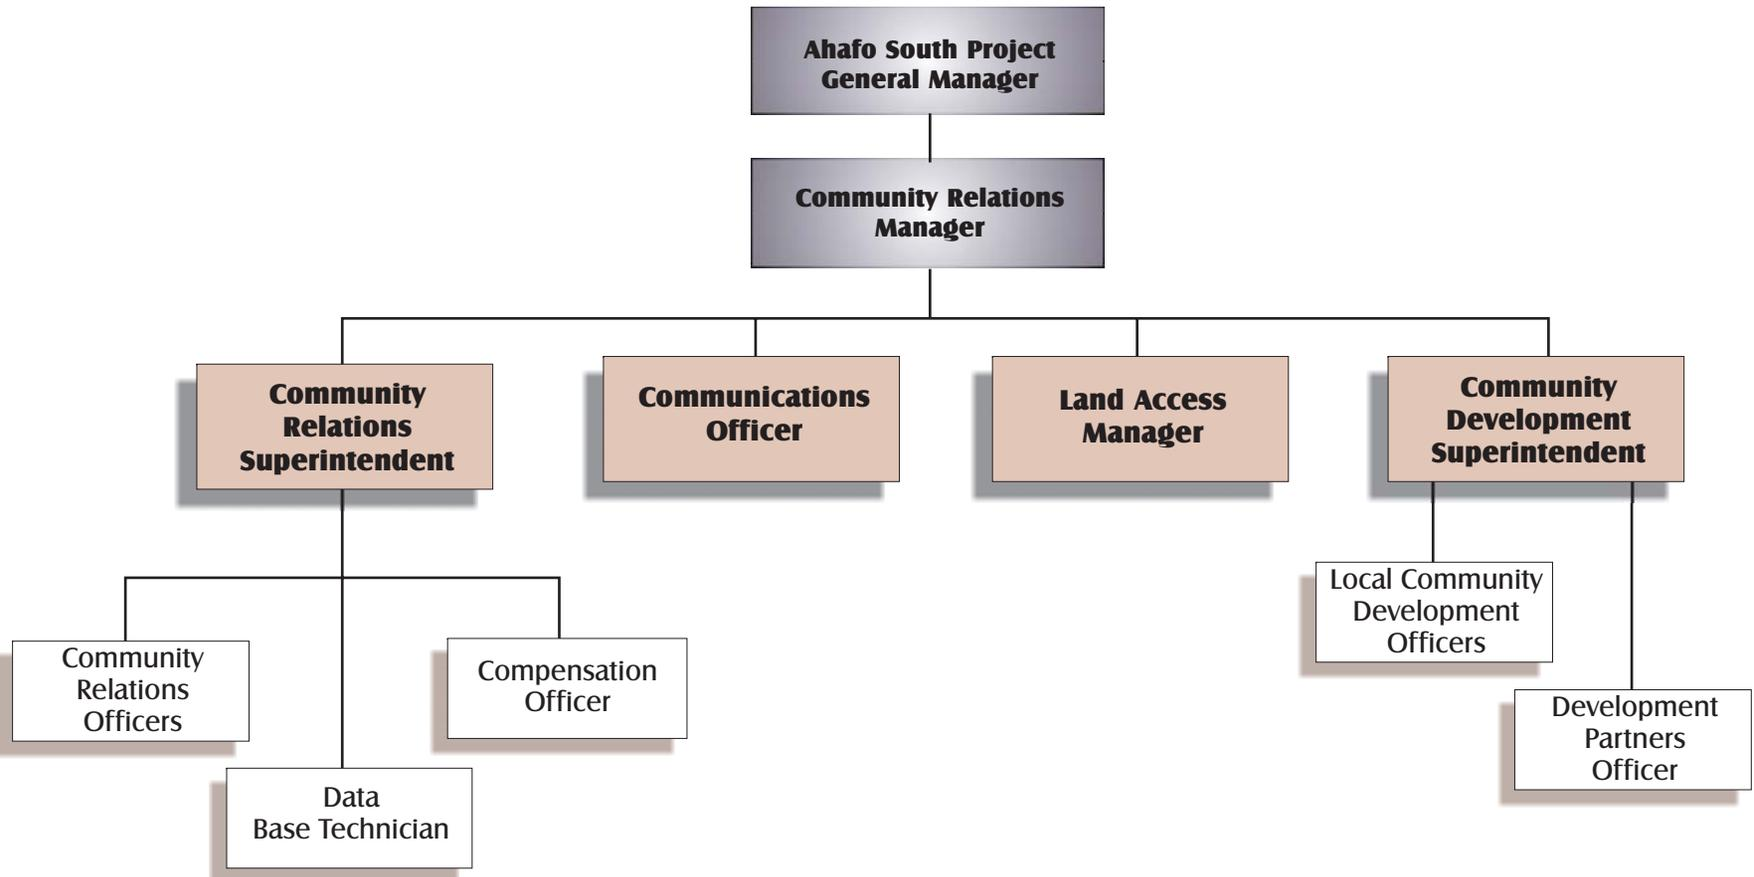 Ahafo South Project
General Manager
Community Relations
Manager
Community
Relations
Superintendent
Communications
Officer
Land Access
Manager
Community
Development
Superintendent
Community
Relations
Officers
Data
Base Technician
Compensation
Officer
Local Community
Development
Officers
Development
Partners
Officer